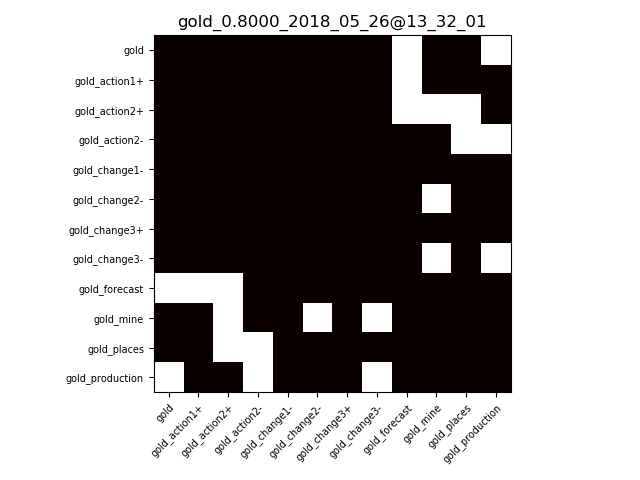 gold_0.8000_2018_05_26@13_32_01
gold
gold_action1+
gold_action2+
gold_action2-
gold_change1-
gold_change2-
gold_change3+
gold_change3-
gold_forecast
gold_mine
gold_places
gold_production
gold
gold_action1+
gold_action2+
gold_action2-
gold_change1-
gold_change2-
gold_change3+
gold_change3-
gold_forecast
gold_mine
gold_places
gold_production